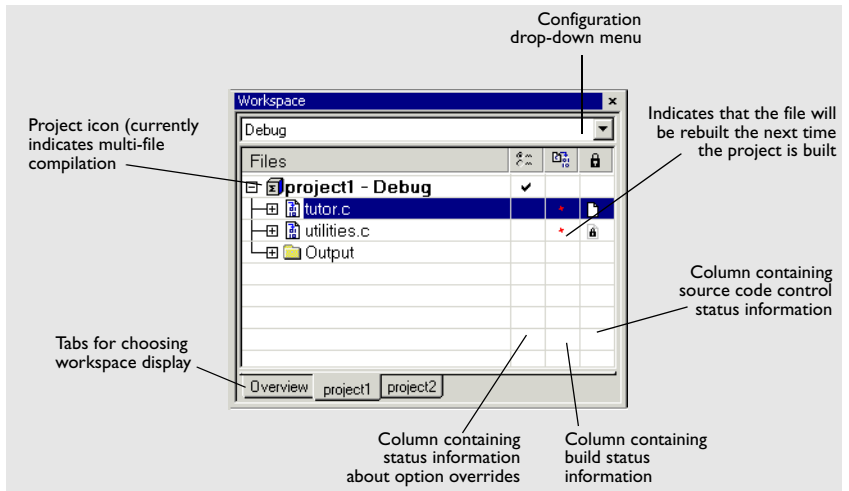 Configuration
drop-down menu
Workspace
Project icon (currently
indicates multi-file
compilation
Debug
Indicates that the file will
be rebuilt the next time
the project is built
Files
project1 - Debug
tutor.c
utilities.c
Output
Column containing
source code control
status information
Tabs for choosing
workspace display
Overview
project1
project2
Column containing
status information
about option overrides
Column containing
build status
information